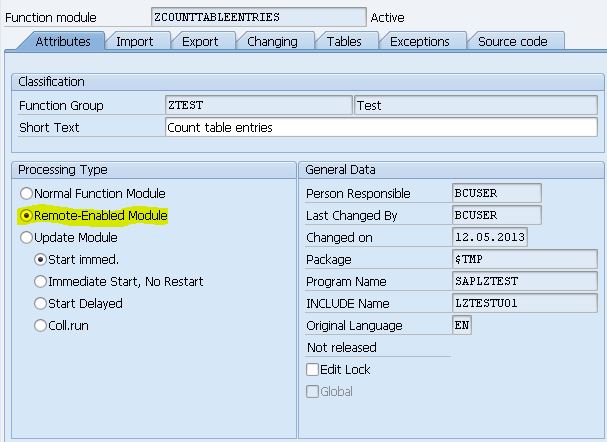 Function module ZCOUNTTABLEENTRIES Active
Attributes Import Export Changing Tables Exceptions Source code
Classification
Function Group ZTEST Test
Short Text Count table entries
Processing Type
Normal Function Module
Remote-Enabled Module
Update Module
Start immed.
Immediate Start, No Restart
Start Delayed
Coll.run
General Data
Person Responsible BCUSER
Last Changed By BCUSER
Changed on 12.05.2013
Package $TMP
Program Name SAPLZTEST
INCLUDE Name LZTESTU01
Original Language EN
Not released
Edit Lock
Global